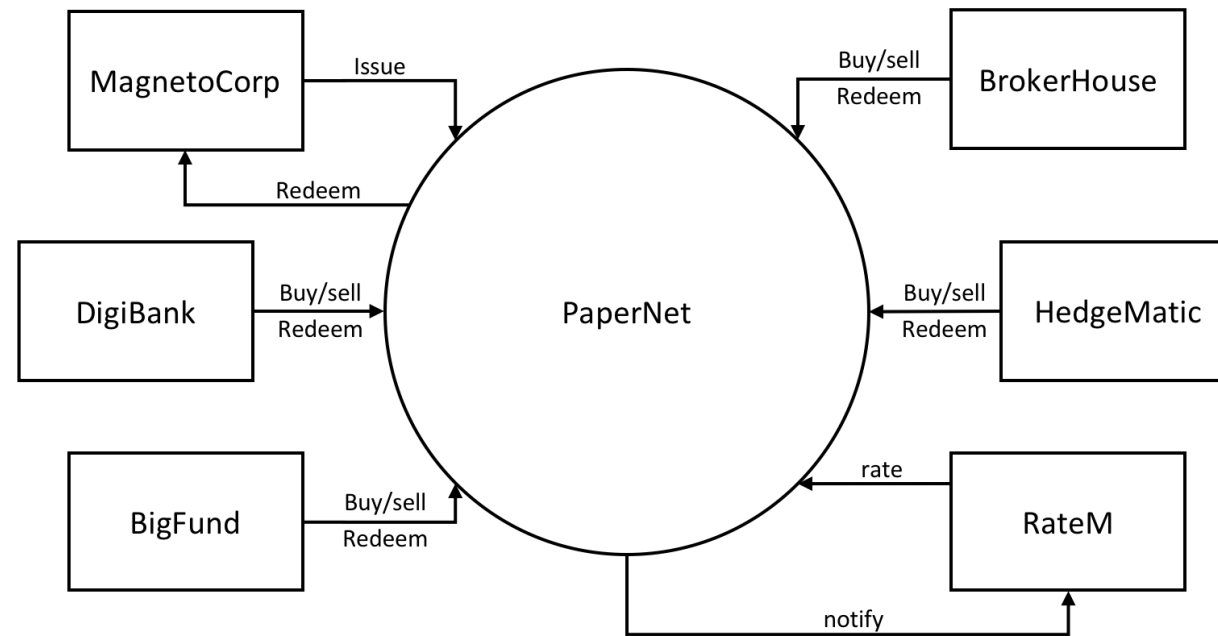 MagnetoCorp
Issue
Redeem
Buy/sell
Redeem
BrokerHouse
DigiBank
Buy/sell
Redeem
PaperNet
Buy/sell
Redeem
HedgeMatic
BigFund
Buy/sell
Redeem
rate
RateM
notify